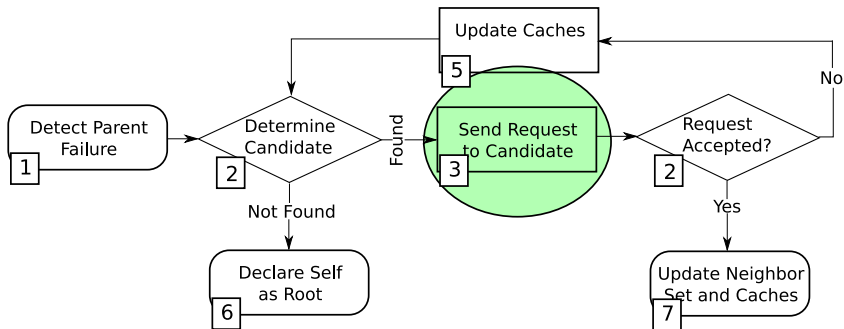 Update Caches
5
No
Detect Parent
Failure
1
Determine
Candidate
2
Found
Send Request
to Candidate
3
Request
Accepted?
2
Not Found
Yes
Declare Self
as Root
6
Update Neighbor
Set and Caches
7